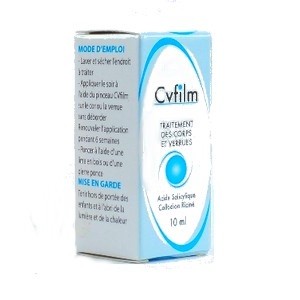 MODE D'EMPLOI
- Laver et sécher l'endroit
à traiter
- Appliquer le soir à
l'aide du pinceau CVfilm
sur le cor ou la verrue
sans déborder
Renouveler l'application
pendant 6 semaines
- Poncer à l'aide d'une
lime en bois ou d'une
pierre ponce
MISE EN GARDE
Tenir hors de portée des
enfants et à l'abri de la
lumière et de la chaleur
Cvfilm
TRAITEMENT
DES CORPS
ET VERRUES
Acide Salicylique
Collodion Riciné
10 ml